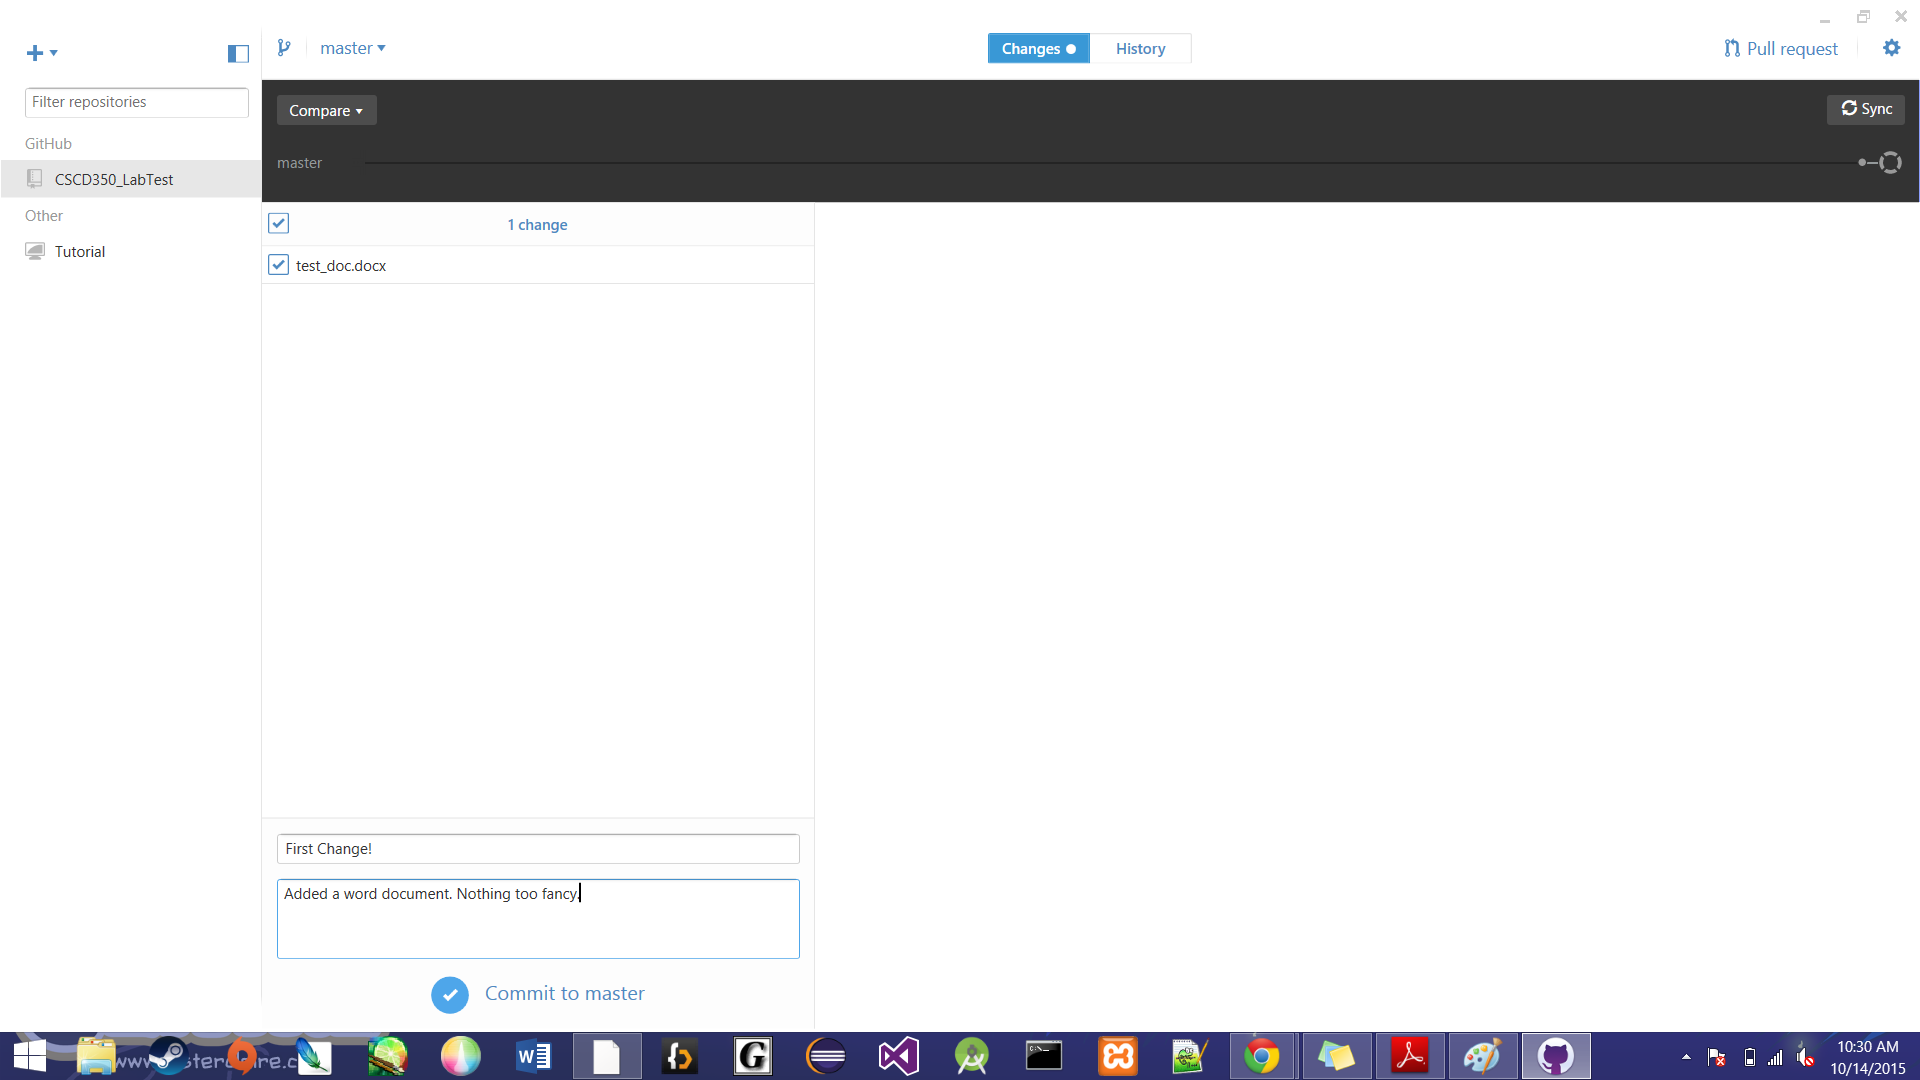 master
Changes
History
Pull request
Filter repositories
Compare
Sync
GitHub
master
CSCD350_LabTest
Other
1 change
Tutorial
test_doc.docx
First Change!
Added a word document. Nothing too fancy.
Commit to master
10:30 AM
10/14/2015